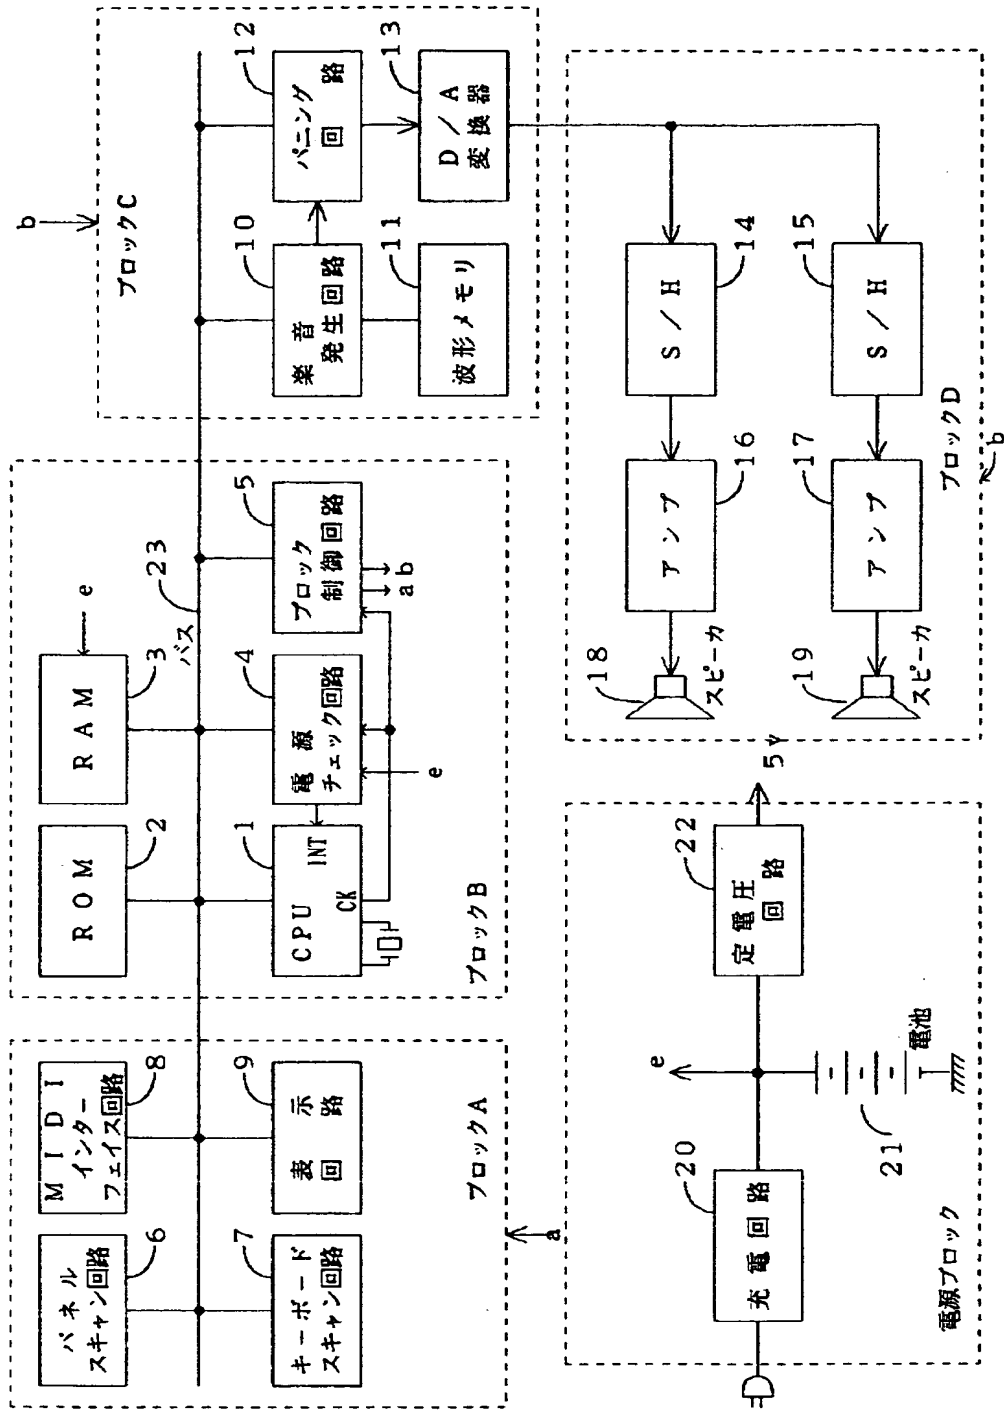 パネル
スキャン回路
6
MIDI
インター
フェイス回路
8
キーボード
スキャン回路
7
表示
回路
9
ブロックA
a
ROM
2
RAM
3
e
バス
23
CPU
INT
CK
1
電源
チェック回路
4
e
ブロック
制御回路
5
a b
ブロックB
b
ブロックC
楽音
発生回路
10
パニング
回路
12
波形メモリ
11
D/A
変換器
13
充電回路
20
e
電池
21
定電圧
回路
22
5V
電源ブロック
S/H
14
アンプ
16
18
スピーカ
S/H
15
アンプ
17
19
スピーカ
ブロックD
b